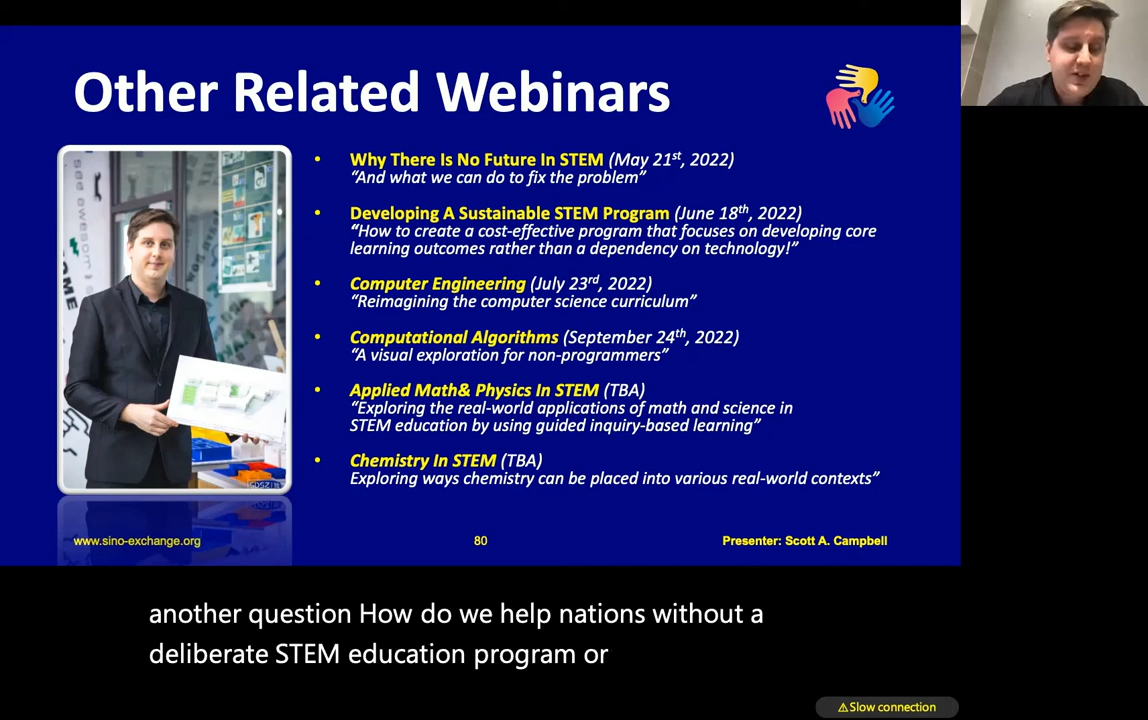 Other Related Webinars
• Why There Is No Future In STEM (May 21st, 2022)
“And what we can do to fix the problem”
• Developing A Sustainable STEM Program (June 18th, 2022)
“How to create a cost-effective program that focuses on developing core
learning outcomes rather than a dependency on technology!”
• Computer Engineering (July 23rd, 2022)
“Reimagining the computer science curriculum”
• Computational Algorithms (September 24th, 2022)
“A visual exploration for non-programmers”
• Applied Math& Physics In STEM (TBA)
“Exploring the real-world applications of math and science in
STEM education by using guided inquiry-based learning”
• Chemistry In STEM (TBA)
Exploring ways chemistry can be placed into various real-world contexts”
www.sino-exchange.org
80
Presenter: Scott A. Campbell
another question How do we help nations without a
deliberate STEM education program or
⚠Slow connection